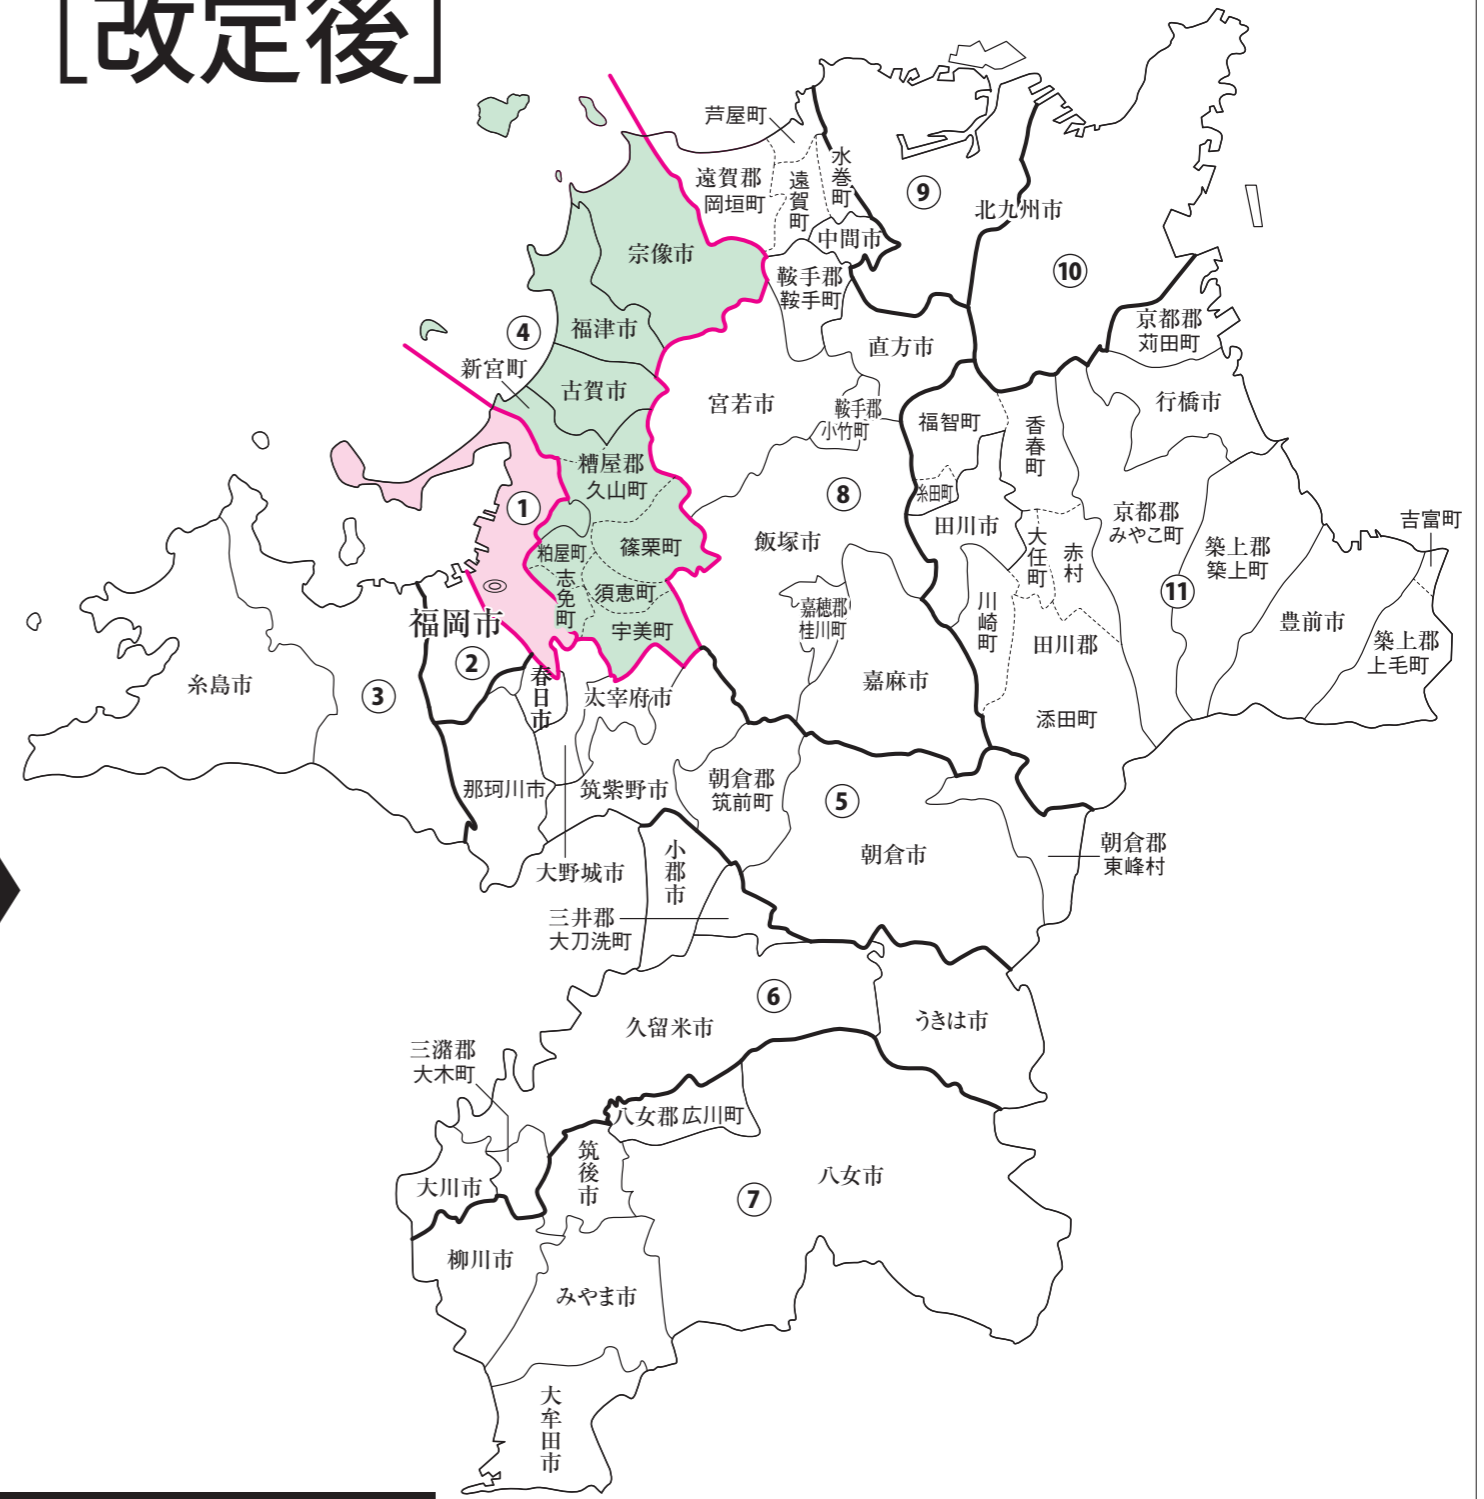 ［改定後］
芦屋町
水巻町
遠賀郡
岡垣町
遠賀町
⑨
北九州市
中間市
宗像市
鞍手郡
鞍手町
⑩
京都郡
苅田町
④
福津市
直方市
新宮町
古賀市
宮若市
鞍手郡
小竹町
福智町
香春町
行橋市
糟屋郡
久山町
⑧
糸田町
①
田川市
京都郡
みやこ町
吉富町
粕屋町
篠栗町
飯塚市
大任町
赤村
築上郡
築上町
志免町
須恵町
⑪
嘉穂郡
桂川町
川崎町
豊前市
福岡市
宇美町
田川郡
築上郡
上毛町
②
糸島市
③
春日市
太宰府市
嘉麻市
添田町
那珂川市
筑紫野市
朝倉郡
筑前町
⑤
朝倉市
朝倉郡
東峰村
大野城市
小郡市
三井郡
大刀洗町
⑥
久留米市
うきは市
三潴郡
大木町
八女郡広川町
筑後市
八女市
大川市
⑦
柳川市
みやま市
大牟田市